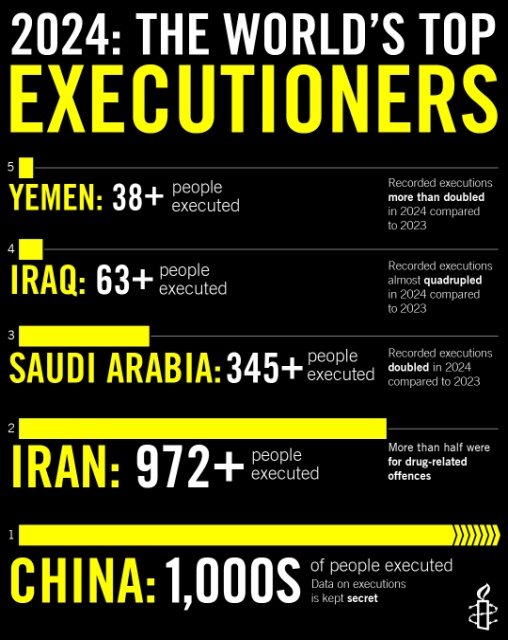 2024: THE WORLD'S TOP
EXECUTIONERS
5
YEMEN: 38+ people
executed
Recorded executions
more than doubled
in 2024 compared
to 2023
4
IRAQ: 63+ people
executed
Recorded executions
almost quadrupled
in 2024 compared
to 2023
3
SAUDI ARABIA: 345+ people
executed
Recorded executions
doubled in 2024
compared to 2023
2
IRAN: 972+ people
executed
More than half were
for drug-related
offences
1
CHINA: 1,000S of people executed
Data on executions
is kept secret